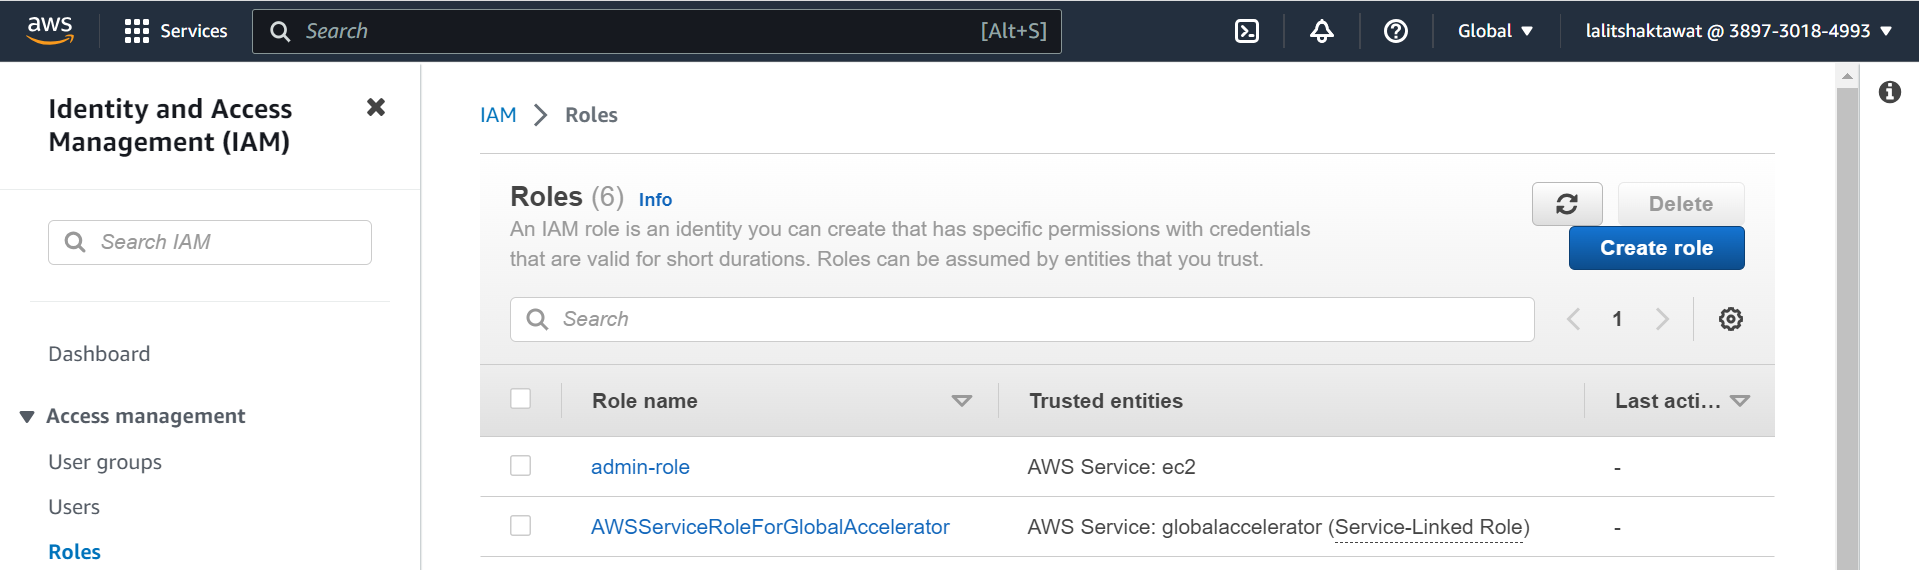 aws Services Search [Alt+S] Global lalitshaktawat @ 3897-3018-4993
Identity and Access
Management (IAM)
Search IAM
Dashboard
Access management
User groups
Users
Roles
IAM > Roles
Roles (6) Info
An IAM role is an identity you can create that has specific permissions with credentials
that are valid for short durations. Roles can be assumed by entities that you trust.
Delete
Create role
Search
1
Role name Trusted entities Last acti...
admin-role AWS Service: ec2 -
AWSServiceRoleForGlobalAccelerator AWS Service: globalaccelerator (Service-Linked Role) -